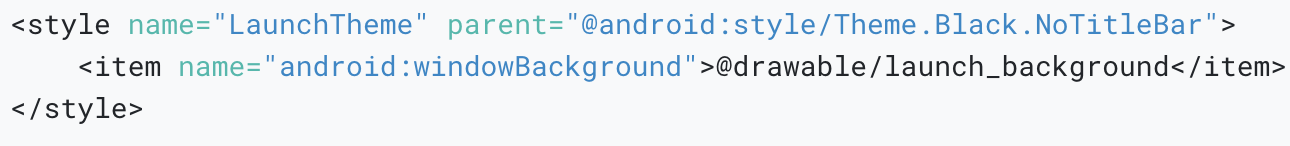 <style name="LaunchTheme" parent="@android:style/Theme.Black.NoTitleBar">
    <item name="android:windowBackground">@drawable/launch_background</item>
</style>